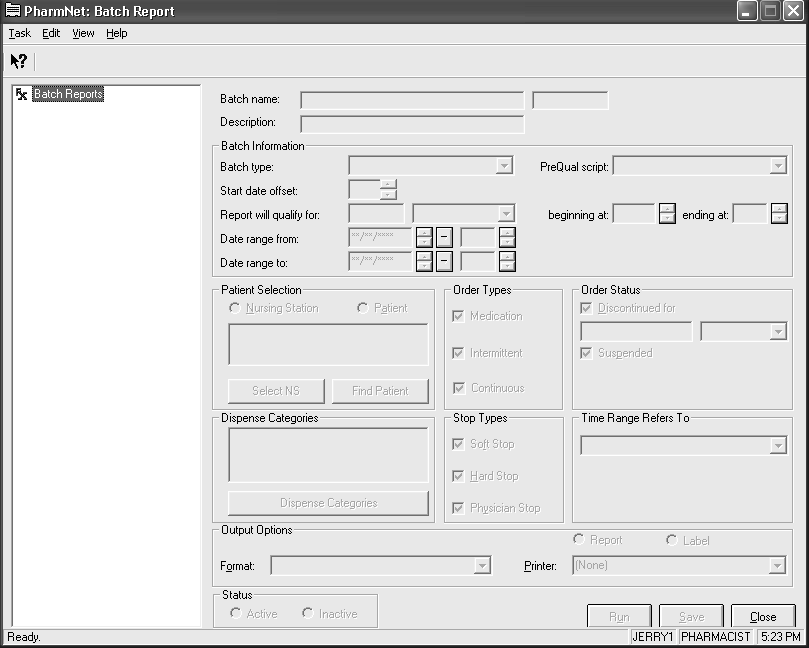 PharmNet: Batch Report
Task Edit View Help
Batch Reports
Batch name:
Description:
Batch Information
Batch type: PreQual script:
Start date offset:
Report will qualify for: beginning at: ending at:
Date range from: **/**/****
Date range to: **/**/****
Patient Selection Order Types Order Status
Nursing Station Patient Medication Discontinued for
Intermittent Suspended
Select NS Find Patient Continuous
Dispense Categories Stop Types Time Range Refers To
Soft Stop
Hard Stop
Dispense Categories Physician Stop
Output Options
Report Label
Format: Printer: (None)
Status
Active Inactive Run Save Close
Ready. JERRY1 PHARMACIST 5:23 PM